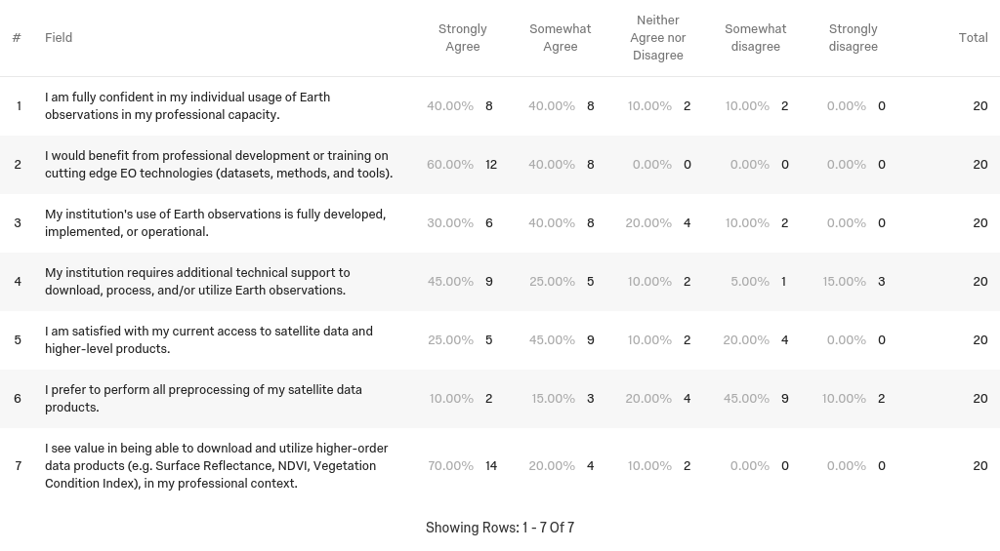 # Field Strongly Agree Somewhat Agree Neither Agree nor Disagree Somewhat disagree Strongly disagree Total
1 I am fully confident in my individual usage of Earth observations in my professional capacity. 40.00% 8 40.00% 8 10.00% 2 10.00% 2 0.00% 0 20
2 I would benefit from professional development or training on cutting edge EO technologies (datasets, methods, and tools). 60.00% 12 40.00% 8 0.00% 0 0.00% 0 0.00% 0 20
3 My institution's use of Earth observations is fully developed, implemented, or operational. 30.00% 6 40.00% 8 20.00% 4 10.00% 2 0.00% 0 20
4 My institution requires additional technical support to download, process, and/or utilize Earth observations. 45.00% 9 25.00% 5 10.00% 2 5.00% 1 15.00% 3 20
5 I am satisfied with my current access to satellite data and higher-level products. 25.00% 5 45.00% 9 10.00% 2 20.00% 4 0.00% 0 20
6 I prefer to perform all preprocessing of my satellite data products. 10.00% 2 15.00% 3 20.00% 4 45.00% 9 10.00% 2 20
7 I see value in being able to download and utilize higher-order data products (e.g. Surface Reflectance, NDVI, Vegetation Condition Index), in my professional context. 70.00% 14 20.00% 4 10.00% 2 0.00% 0 0.00% 0 20
Showing Rows: 1 - 7 Of 7